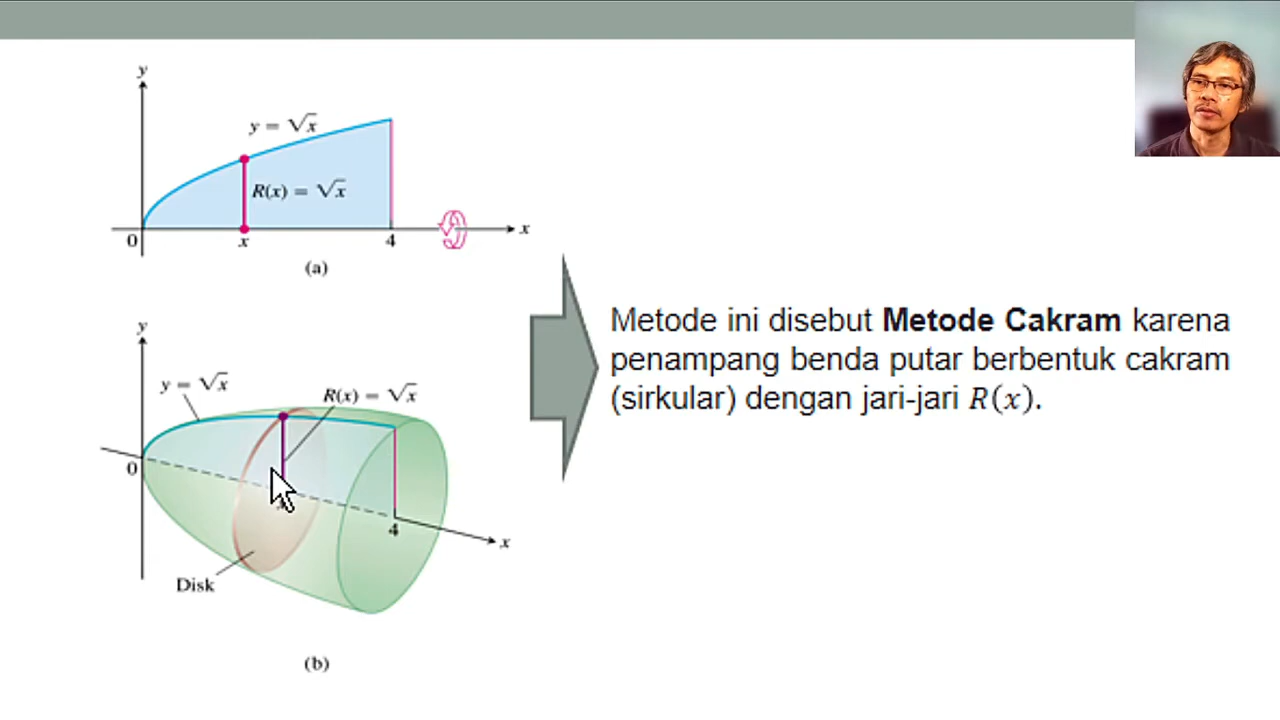 y
y = √x
R(x) = √x
0
x
4
x
(a)
Metode ini disebut Metode Cakram karena
penampang benda putar berbentuk cakram
(sirkular) dengan jari-jari R(x).
y
y = √x
R(x) = √x
0
4
x
Disk
(b)